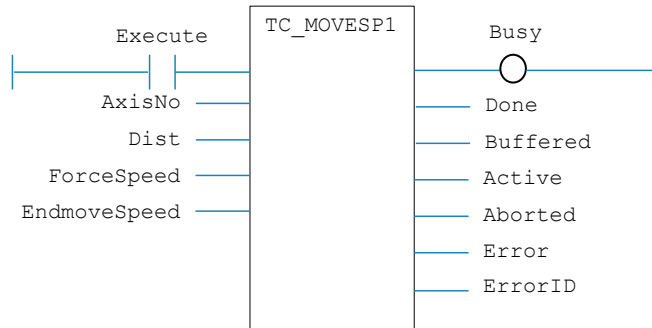 TC_MOVESP1
Execute
Busy
AxisNo
Done
Dist
Buffered
ForceSpeed
Active
EndmoveSpeed
Aborted
Error
ErrorID